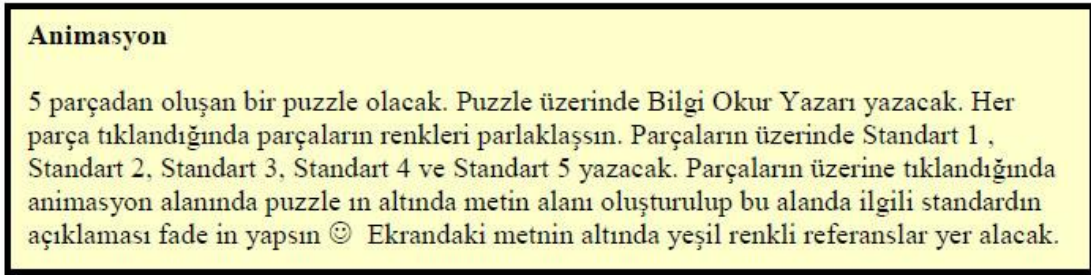 Animasyon
5 parçadan oluşan bir puzzle olacak. Puzzle üzerinde Bilgi Okur Yazarı yazacak. Her
parça tıklandığında parçaların renkleri parlaklaşsın. Parçaların üzerinde Standart 1 ,
Standart 2, Standart 3, Standart 4 ve Standart 5 yazacak. Parçaların üzerine tıklandığında
animasyon alanında puzzle ın altında metin alanı oluşturulup bu alanda ilgili standardın
açıklaması fade in yapsın ☺ Ekrandaki metnin altında yeşil renkli referanslar yer alacak.